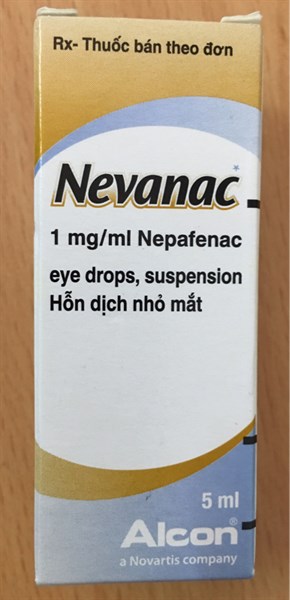 Rx- Thuốc bán theo đơn
Nevanac*
1 mg/ml Nepafenac
eye drops, suspension
Hỗn dịch nhỏ mắt
5 ml
Alcon®
a Novartis company